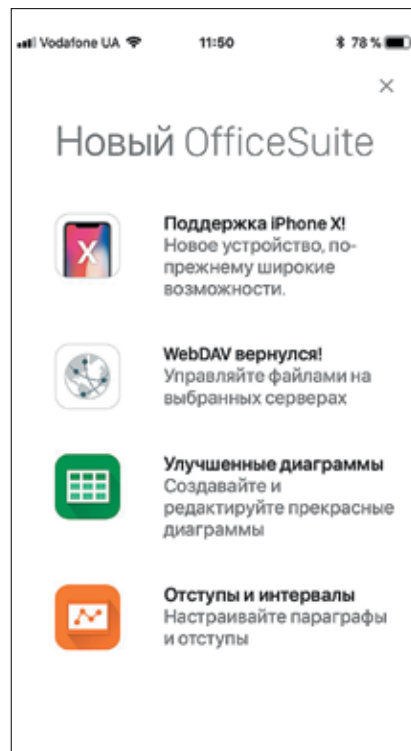 Vodafone UA 11:50 78 %
Новый OfficeSuite
X
Поддержка iPhone X!
Новое устройство, по-
прежнему широкие
возможности.
WebDAV вернулся!
Управляйте файлами на
выбранных серверах
Улучшенные диаграммы
Создавайте и
редактируйте прекрасные
диаграммы
Отступы и интервалы
Настраивайте параграфы
и отступы